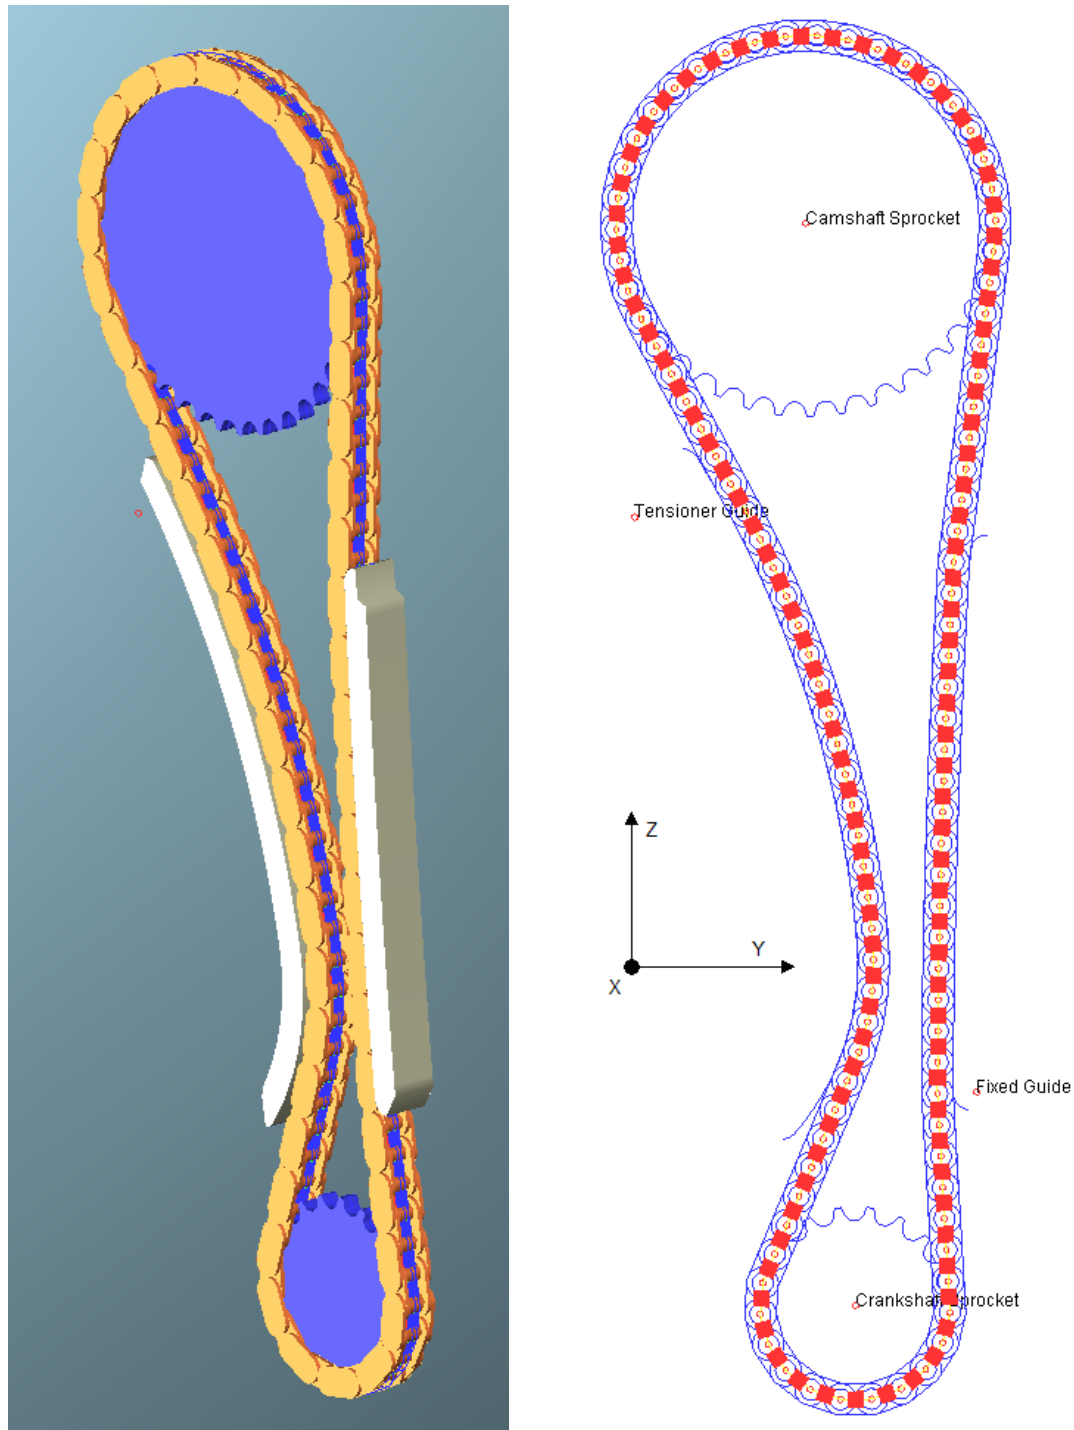 Camshaft Sprocket
Tensioner Guide
Z
Y
X
Fixed Guide
Crankshaft Sprocket